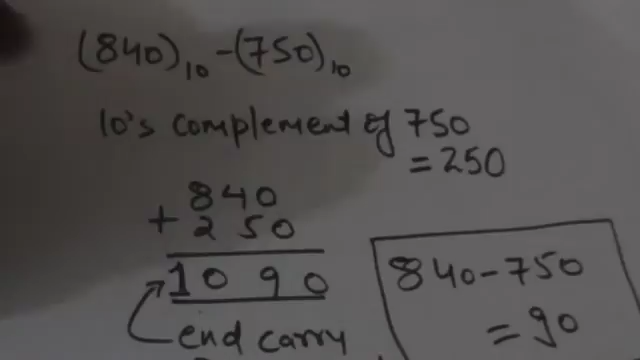 (840)₁₀ - (750)₁₀
10's complement of 750
= 250
840
+ 250
1090
end carry
840 - 750
= 90